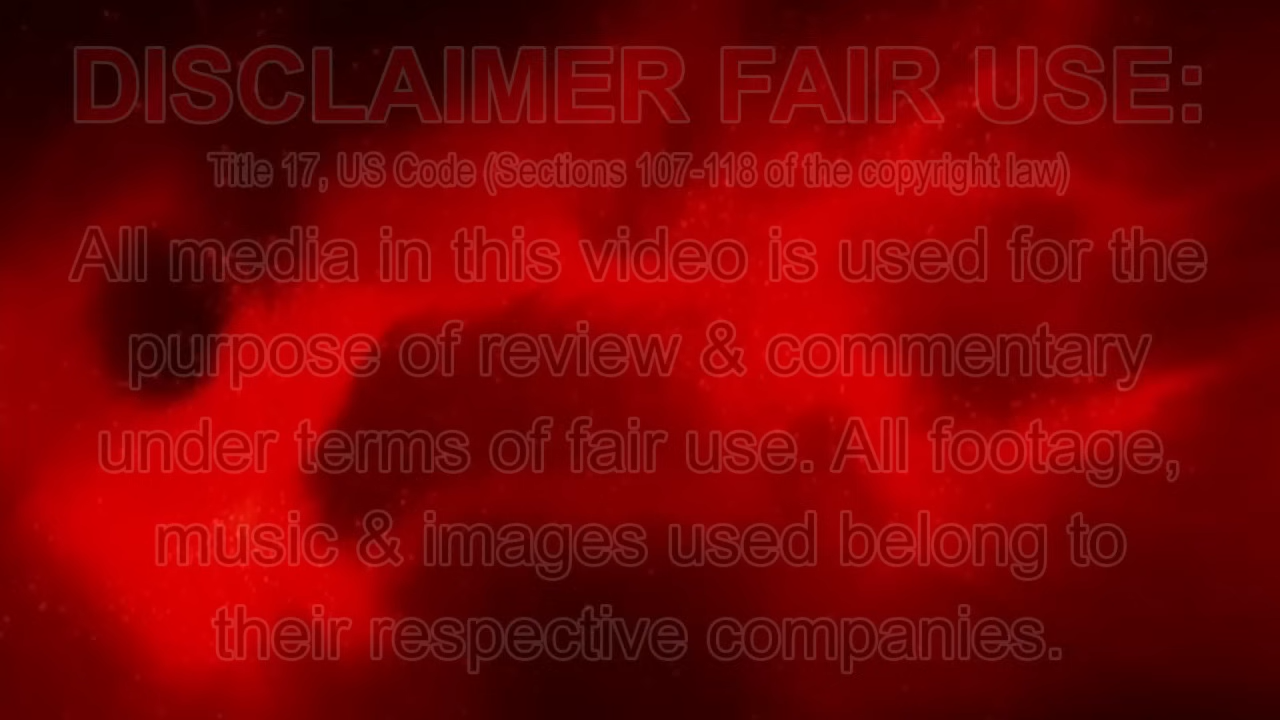 DISCLAIMER FAIR USE:
Title 17, US Code (Sections 107-118 of the copyright law)
All media in this video is used for the
purpose of review & commentary
under terms of fair use. All footage,
music & images used belong to
their respective companies.